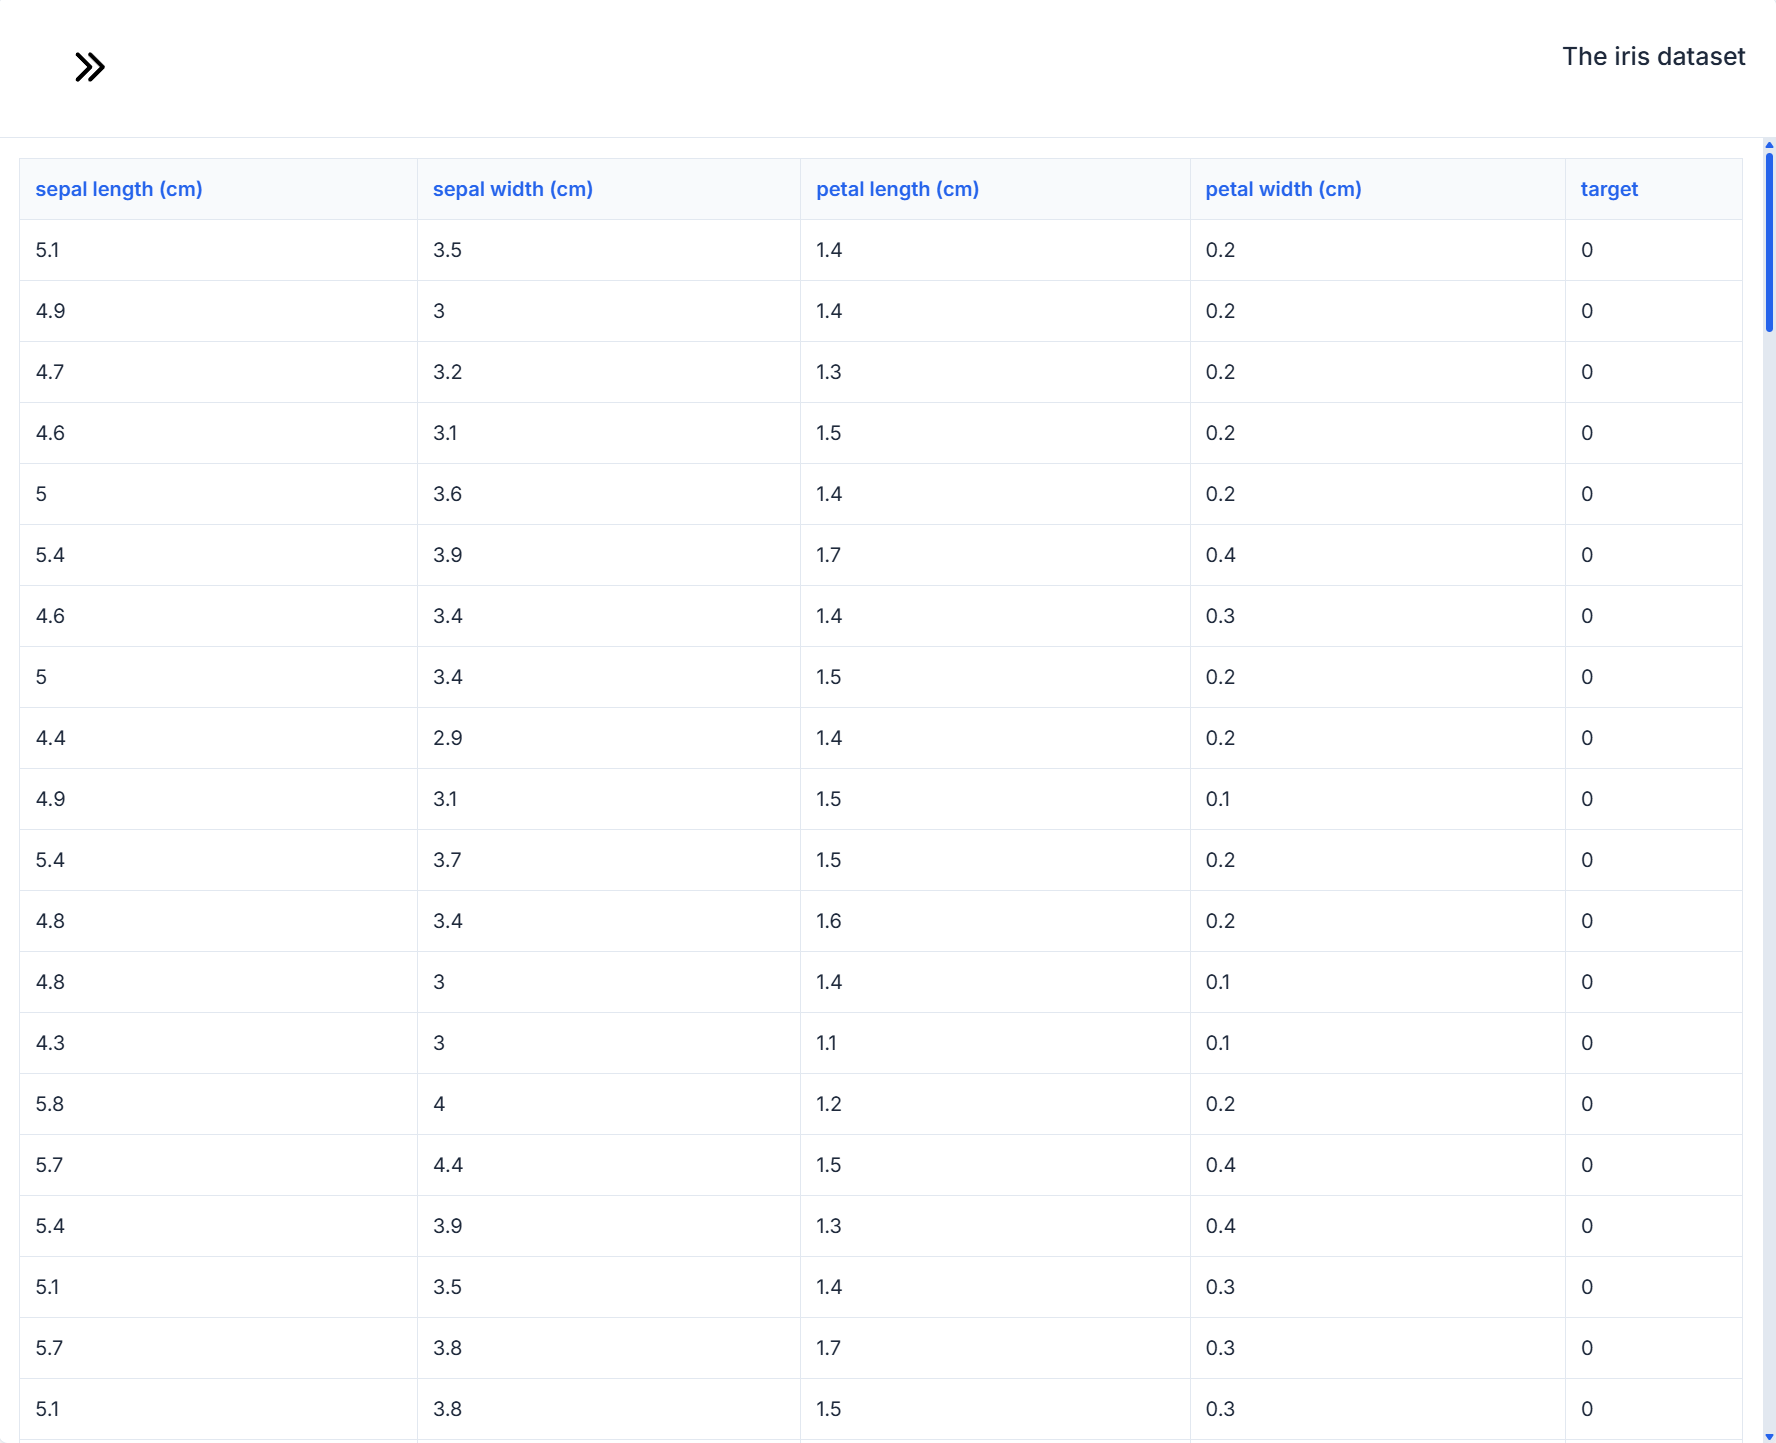 The iris dataset
sepal length (cm) sepal width (cm) petal length (cm) petal width (cm) target
5.1 3.5 1.4 0.2 0
4.9 3 1.4 0.2 0
4.7 3.2 1.3 0.2 0
4.6 3.1 1.5 0.2 0
5 3.6 1.4 0.2 0
5.4 3.9 1.7 0.4 0
4.6 3.4 1.4 0.3 0
5 3.4 1.5 0.2 0
4.4 2.9 1.4 0.2 0
4.9 3.1 1.5 0.1 0
5.4 3.7 1.5 0.2 0
4.8 3.4 1.6 0.2 0
4.8 3 1.4 0.1 0
4.3 3 1.1 0.1 0
5.8 4 1.2 0.2 0
5.7 4.4 1.5 0.4 0
5.4 3.9 1.3 0.4 0
5.1 3.5 1.4 0.3 0
5.7 3.8 1.7 0.3 0
5.1 3.8 1.5 0.3 0